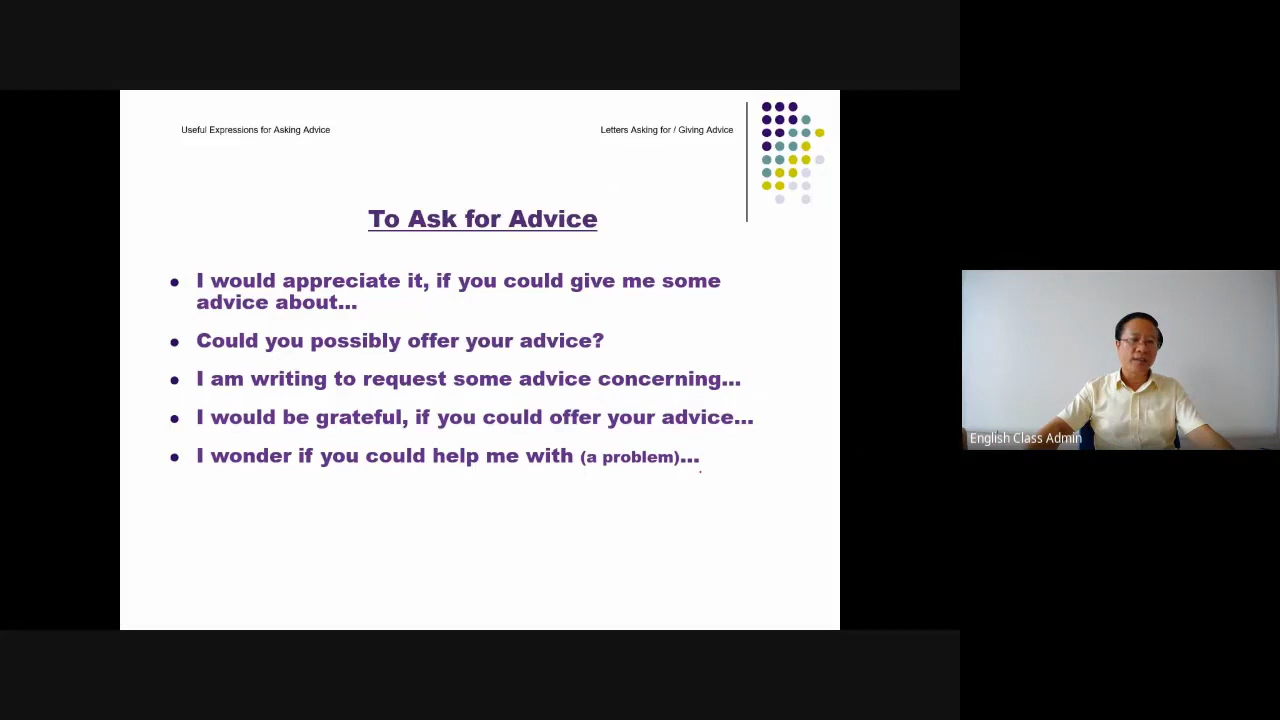 Useful Expressions for Asking Advice
Letters Asking for / Giving Advice
To Ask for Advice
• I would appreciate it, if you could give me some
advice about...
• Could you possibly offer your advice?
• I am writing to request some advice concerning...
• I would be grateful, if you could offer your advice...
• I wonder if you could help me with (a problem)...
English Class Admin